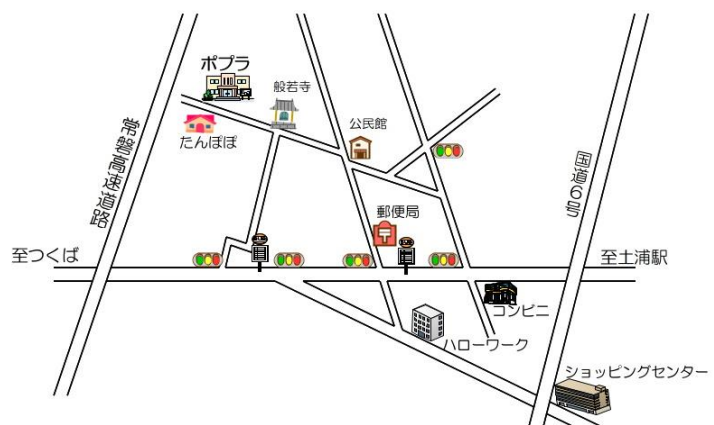 ポプラ
般若寺
たんぽぽ
公民館
常磐高速道路
国道6号
郵便局
至つくば
至土浦駅
コンビニ
ハローワーク
ショッピングセンター